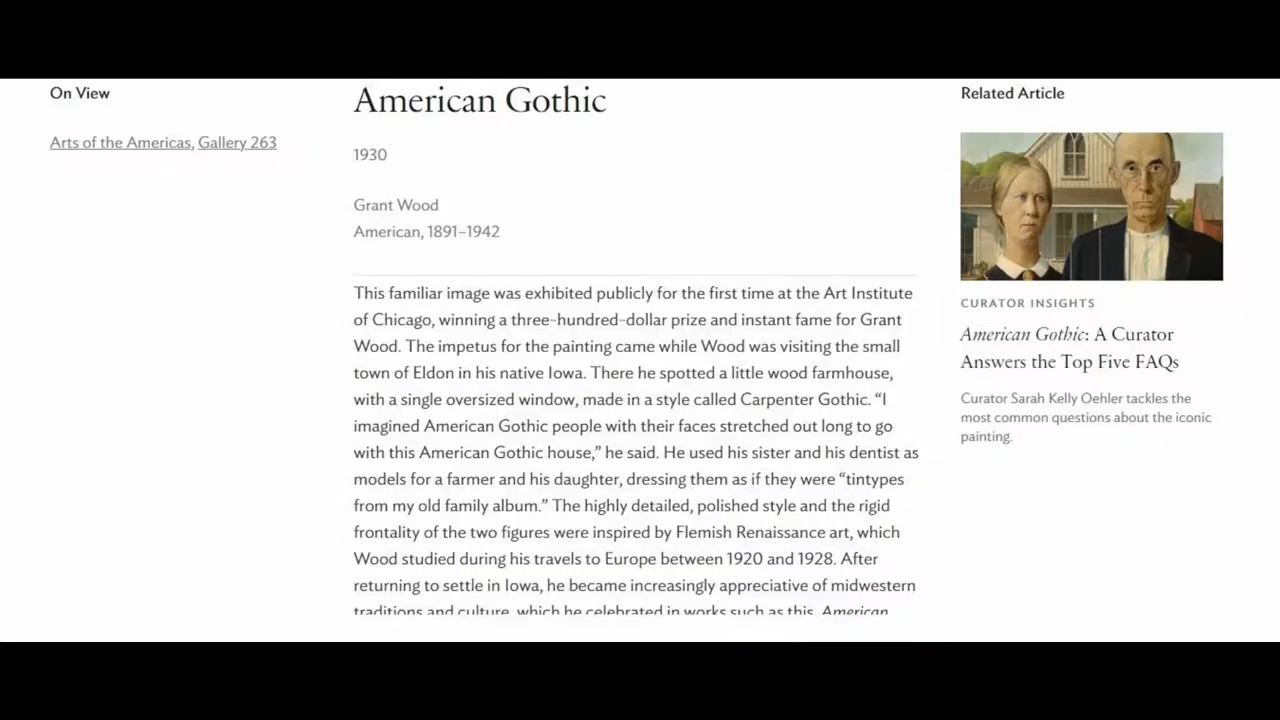 On View
Arts of the Americas, Gallery 263
American Gothic
1930
Grant Wood
American, 1891–1942
This familiar image was exhibited publicly for the first time at the Art Institute
of Chicago, winning a three-hundred-dollar prize and instant fame for Grant
Wood. The impetus for the painting came while Wood was visiting the small
town of Eldon in his native Iowa. There he spotted a little wood farmhouse,
with a single oversized window, made in a style called Carpenter Gothic. “I
imagined American Gothic people with their faces stretched out long to go
with this American Gothic house,” he said. He used his sister and his dentist as
models for a farmer and his daughter, dressing them as if they were “tintypes
from my old family album.” The highly detailed, polished style and the rigid
frontality of the two figures were inspired by Flemish Renaissance art, which
Wood studied during his travels to Europe between 1920 and 1928. After
returning to settle in Iowa, he became increasingly appreciative of midwestern
traditions and culture, which he celebrated in works such as this. American
Related Article
CURATOR INSIGHTS
American Gothic: A Curator
Answers the Top Five FAQs
Curator Sarah Kelly Oehler tackles the
most common questions about the iconic
painting.